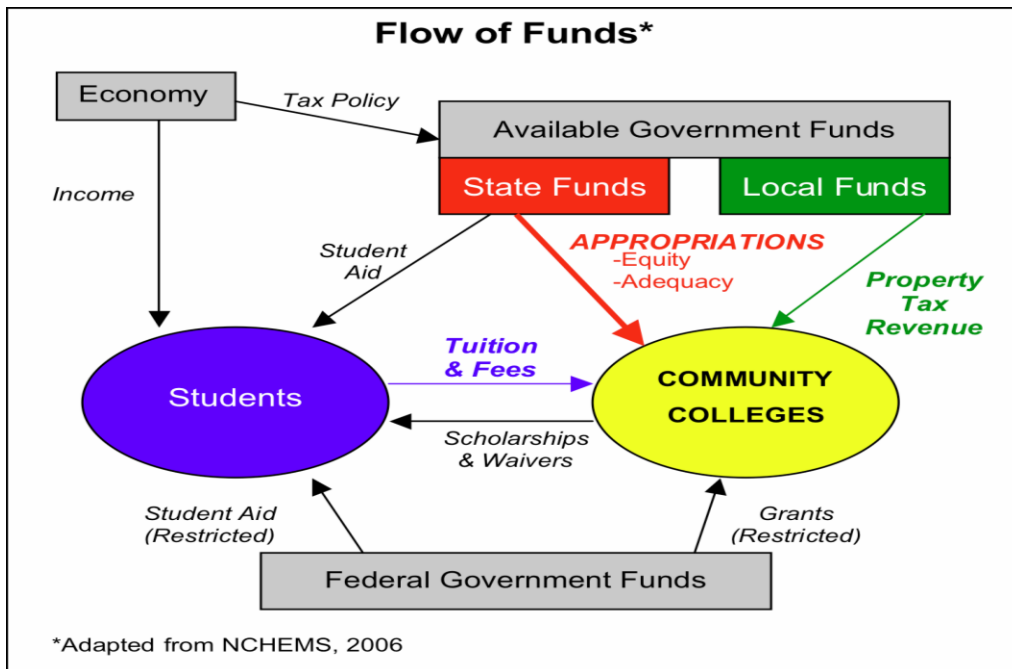 Flow of Funds*
Economy
Tax Policy
Available Government Funds
State Funds
Local Funds
Income
Student
Aid
APPROPRIATIONS
-Equity
-Adequacy
Property
Tax
Revenue
Tuition
& Fees
Students
COMMUNITY
COLLEGES
Scholarships
& Waivers
Student Aid
(Restricted)
Grants
(Restricted)
Federal Government Funds
*Adapted from NCHEMS, 2006